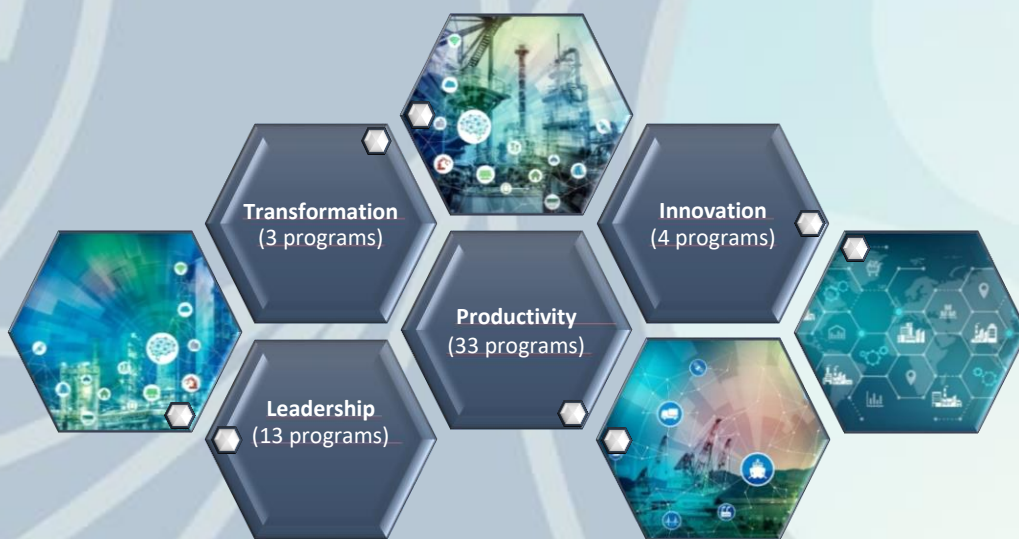 Transformation
(3 programs)
Innovation
(4 programs)
Productivity
(33 programs)
Leadership
(13 programs)